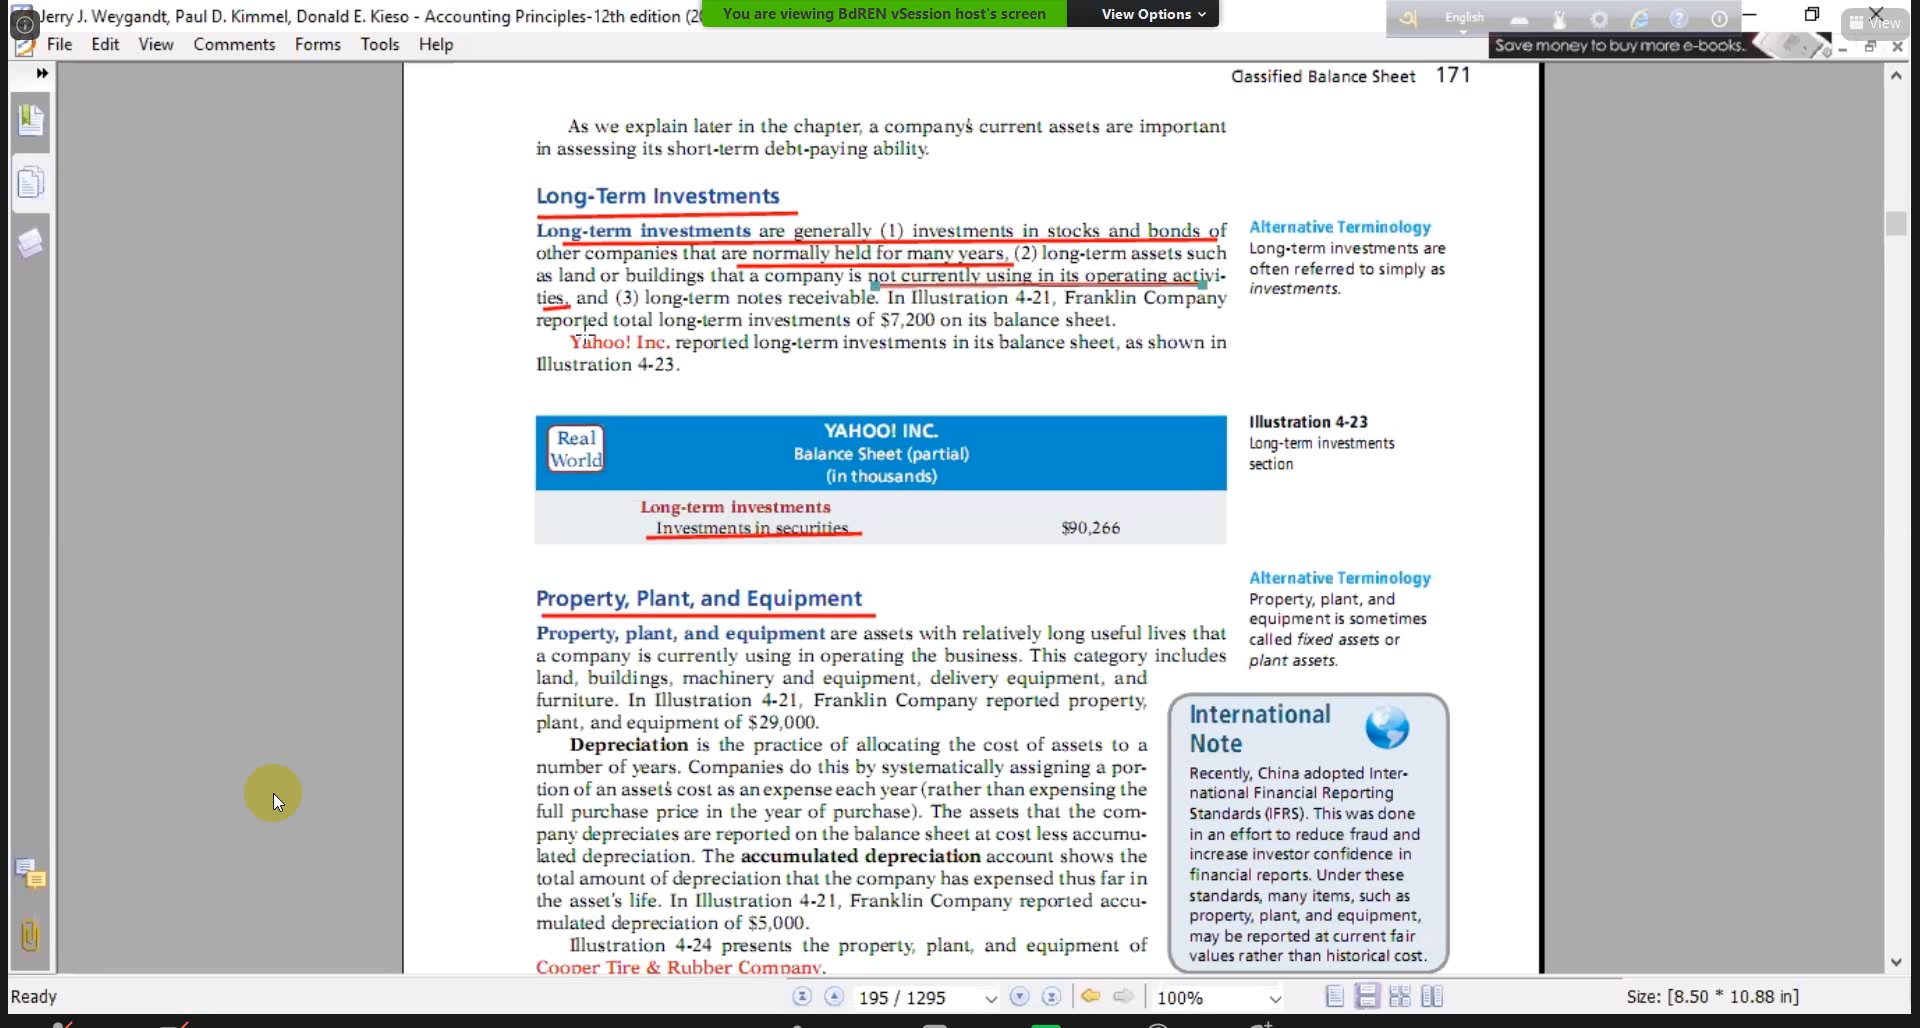 Jerry J. Weygandt, Paul D. Kimmel, Donald E. Kieso - Accounting Principles-12th edition (20
You are viewing BdREN vSession host's screen
View Options
English
View
File Edit View Comments Forms Tools Help
Save money to buy more e-books.
Classified Balance Sheet 171
As we explain later in the chapter, a company's current assets are important
in assessing its short-term debt-paying ability.
Long-Term Investments
Long-term investments are generally (1) investments in stocks and bonds of
other companies that are normally held for many years, (2) long-term assets such
as land or buildings that a company is not currently using in its operating activi-
ties, and (3) long-term notes receivable. In Illustration 4-21, Franklin Company
reported total long-term investments of $7,200 on its balance sheet.
Yahoo! Inc. reported long-term investments in its balance sheet, as shown in
Illustration 4-23.
Alternative Terminology
Long-term investments are
often referred to simply as
investments.
Real
World
YAHOO! INC.
Balance Sheet (partial)
(in thousands)
Long-term investments
Investments in securities $90,266
Illustration 4-23
Long-term investments
section
Property, Plant, and Equipment
Property, plant, and equipment are assets with relatively long useful lives that
a company is currently using in operating the business. This category includes
land, buildings, machinery and equipment, delivery equipment, and
furniture. In Illustration 4-21, Franklin Company reported property,
plant, and equipment of $29,000.
Depreciation is the practice of allocating the cost of assets to a
number of years. Companies do this by systematically assigning a por-
tion of an asset's cost as an expense each year (rather than expensing the
full purchase price in the year of purchase). The assets that the com-
pany depreciates are reported on the balance sheet at cost less accumu-
lated depreciation. The accumulated depreciation account shows the
total amount of depreciation that the company has expensed thus far in
the asset's life. In Illustration 4-21, Franklin Company reported accu-
mulated depreciation of $5,000.
Illustration 4-24 presents the property, plant, and equipment of
Cooper Tire & Rubber Company.
Alternative Terminology
Property, plant, and
equipment is sometimes
called fixed assets or
plant assets.
International
Note
Recently, China adopted Inter-
national Financial Reporting
Standards (IFRS). This was done
in an effort to reduce fraud and
increase investor confidence in
financial reports. Under these
standards, many items, such as
property, plant, and equipment,
may be reported at current fair
values rather than historical cost.
Ready
195 / 1295
100%
Size: [8.50 * 10.88 in]